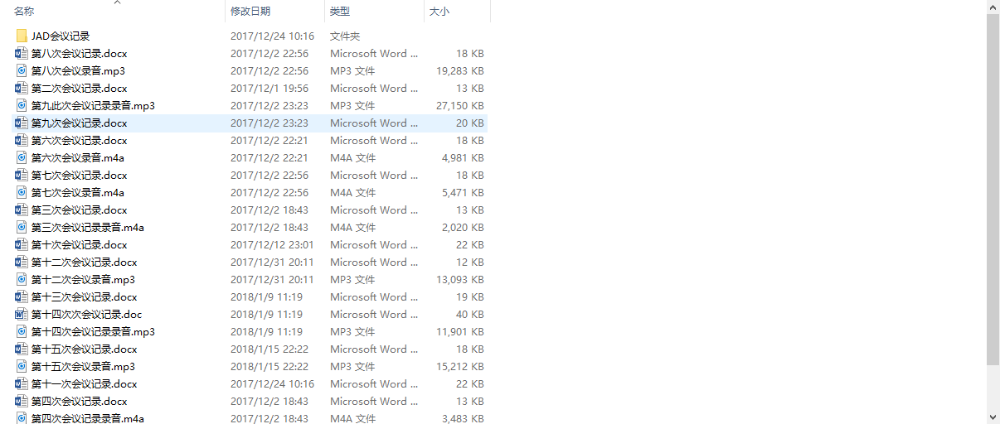 名称 修改日期 类型 大小
JAD会议记录 2017/12/24 10:16 文件夹
第八次会议记录.docx 2017/12/2 22:56 Microsoft Word ... 18 KB
第八次会议录音.mp3 2017/12/2 22:56 MP3 文件 19,283 KB
第二次会议记录.docx 2017/12/1 19:56 Microsoft Word ... 13 KB
第九此次会议记录录音.mp3 2017/12/2 23:23 MP3 文件 27,150 KB
第九次会议记录.docx 2017/12/2 23:23 Microsoft Word ... 20 KB
第六次会议记录.docx 2017/12/2 22:21 Microsoft Word ... 18 KB
第六次会议录音.m4a 2017/12/2 22:21 M4A 文件 4,981 KB
第七次会议记录.docx 2017/12/2 22:56 Microsoft Word ... 18 KB
第七次会议录音.m4a 2017/12/2 22:56 M4A 文件 5,471 KB
第三次会议记录.docx 2017/12/2 18:43 Microsoft Word ... 13 KB
第三次会议记录录音.m4a 2017/12/2 18:43 M4A 文件 2,020 KB
第十次会议记录.docx 2017/12/12 23:01 Microsoft Word ... 22 KB
第十二次会议记录.docx 2017/12/31 20:11 Microsoft Word ... 12 KB
第十二次会议录音.mp3 2017/12/31 20:11 MP3 文件 13,093 KB
第十三次会议记录.docx 2018/1/9 11:19 Microsoft Word ... 19 KB
第十四次次会议记录.doc 2018/1/9 11:19 Microsoft Word ... 40 KB
第十四次会议记录录音.mp3 2018/1/9 11:19 MP3 文件 11,901 KB
第十五次会议记录.docx 2018/1/15 22:22 Microsoft Word ... 18 KB
第十五次会议录音.mp3 2018/1/15 22:22 MP3 文件 15,212 KB
第十一次会议记录.docx 2017/12/24 10:16 Microsoft Word ... 22 KB
第四次会议记录.docx 2017/12/2 18:43 Microsoft Word ... 13 KB
第四次会议记录录音.m4a 2017/12/2 18:43 M4A 文件 3,483 KB